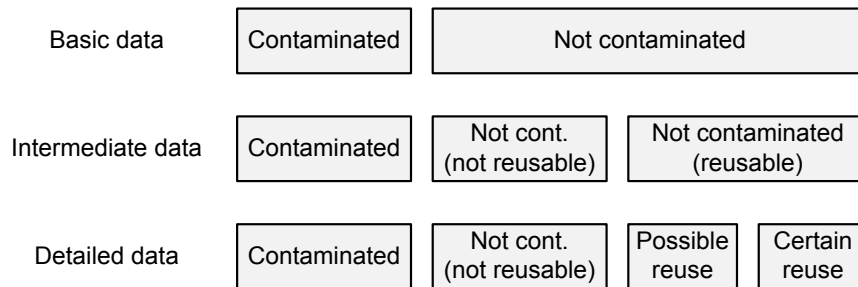 Basic data
Contaminated
Not contaminated
Intermediate data
Contaminated
Not cont.
(not reusable)
Not contaminated
(reusable)
Detailed data
Contaminated
Not cont.
(not reusable)
Possible
reuse
Certain
reuse